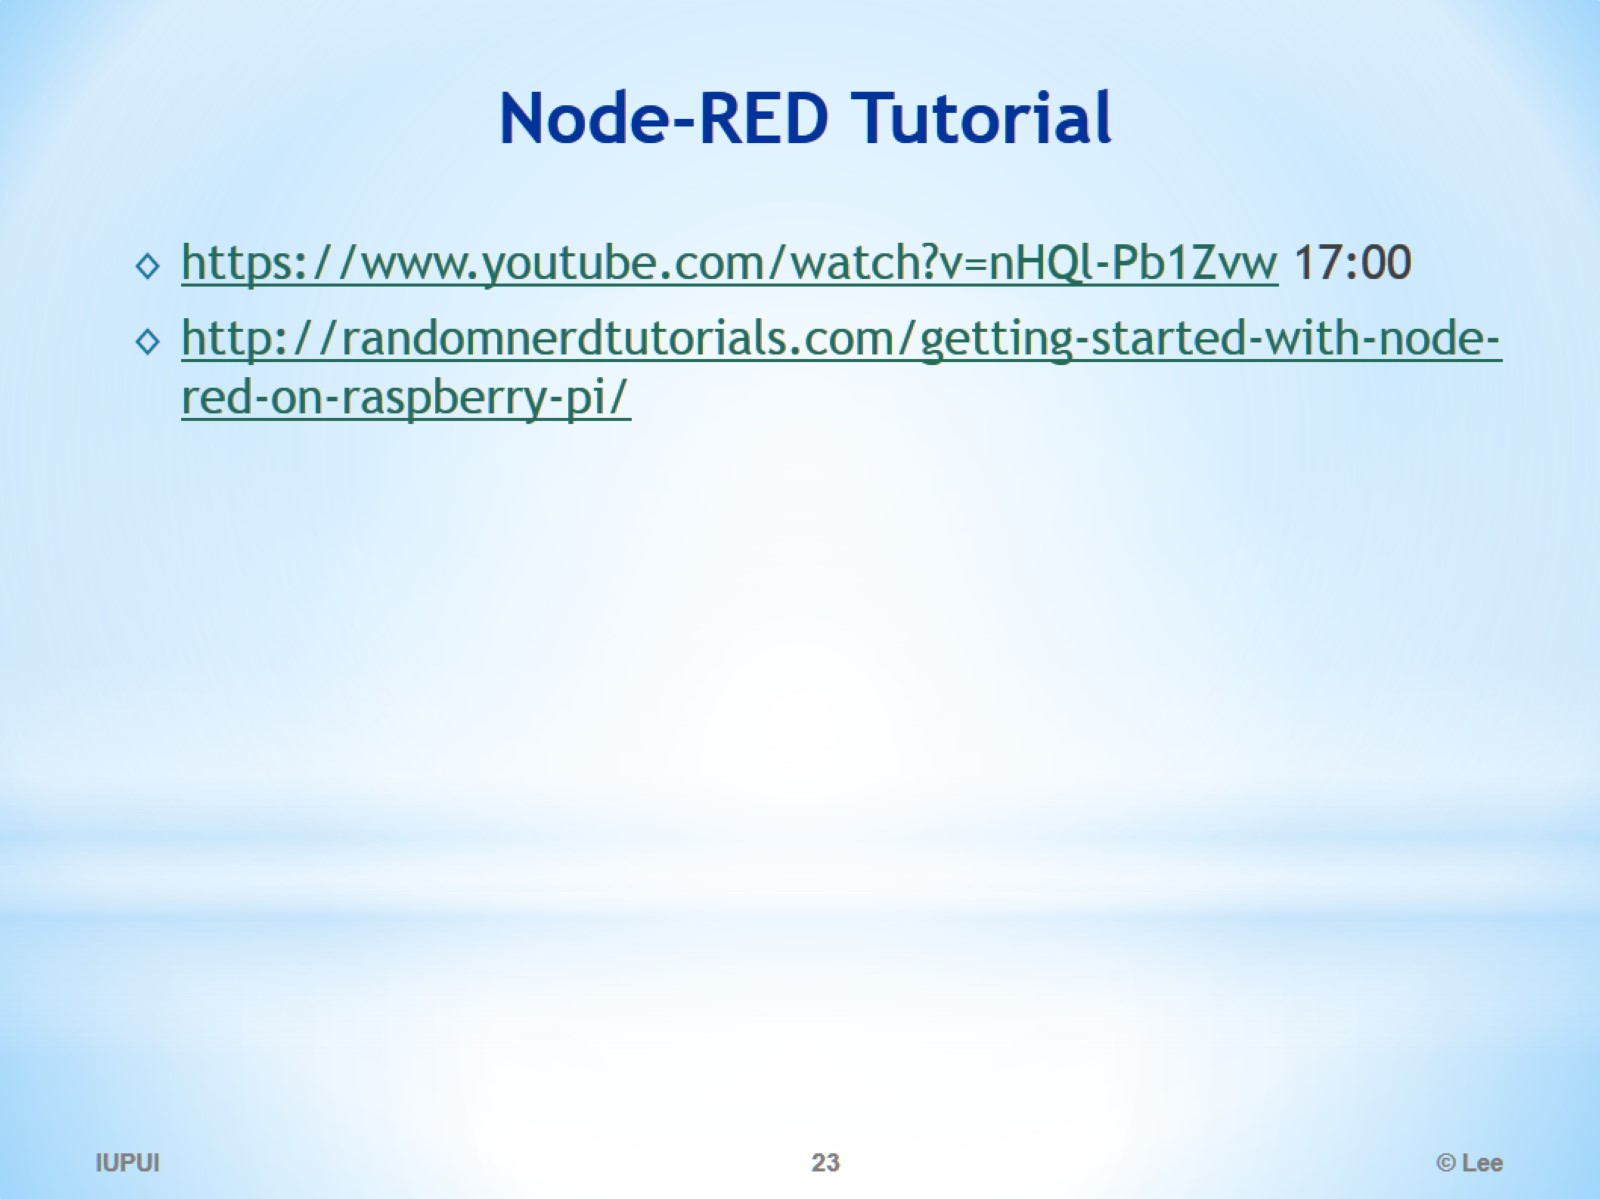 Node-RED Tutorial
◇ https://www.youtube.com/watch?v=nHQl-Pb1Zvw 17:00
◇ http://randomnerdtutorials.com/getting-started-with-node-
red-on-raspberry-pi/
IUPUI 23 © Lee